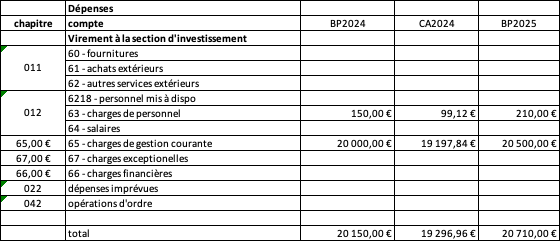 Dépenses
chapitre compte BP2024 CA2024 BP2025
Virement à la section d'investissement
011 60 - fournitures
61 - achats extérieurs
62 - autres services extérieurs
012 6218 - personnel mis à dispo
63 - charges de personnel 150,00 € 99,12 € 210,00 €
64 - salaires
65,00 € 65 - charges de gestion courante 20 000,00 € 19 197,84 € 20 500,00 €
67,00 € 67 - charges exceptionelles
66,00 € 66 - charges financières
022 dépenses imprévues
042 opérations d'ordre
total 20 150,00 € 19 296,96 € 20 710,00 €